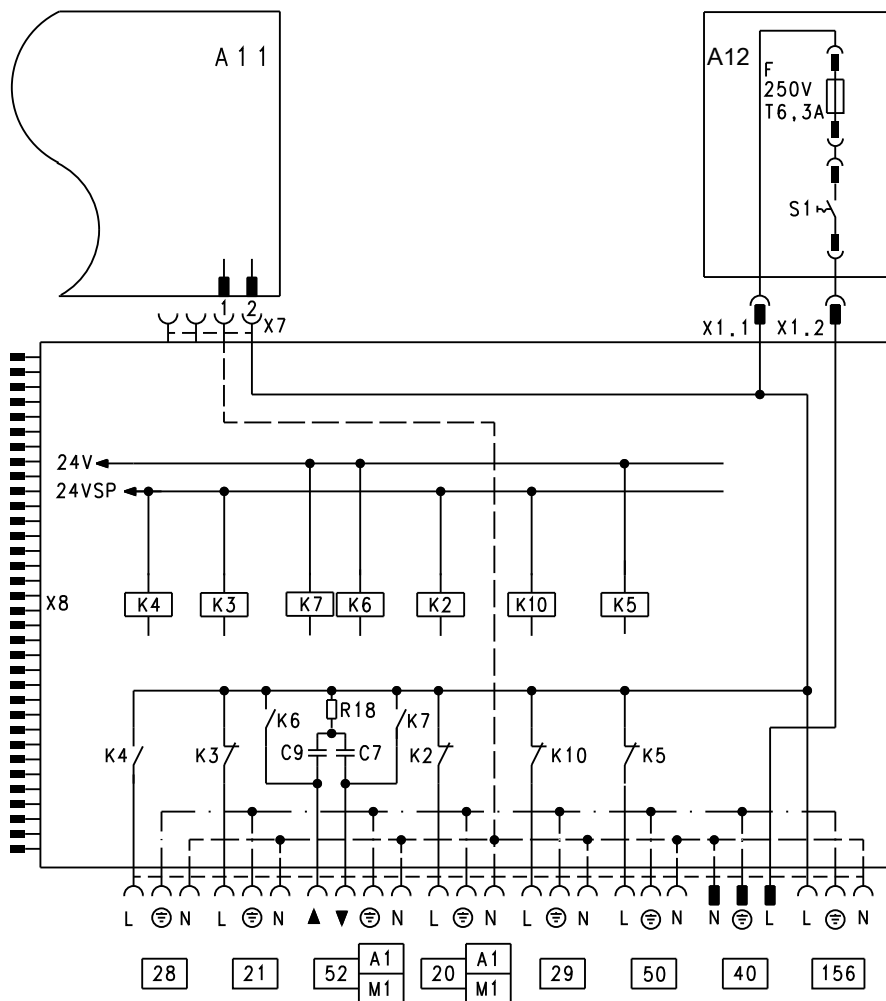 A11
A12
F
250V
T6,3A
S1
1 2
X7
X1.1 X1.2
24V
24VSP
X8
K4 K3 K7 K6 K2 K10 K5
K6 R18 K7
K4 K3 C9 C7 K2 K10 K5
L N L N N L N L N L N N L L N
28 21 52 A1 20 A1 29 50 40 156
M1 M1